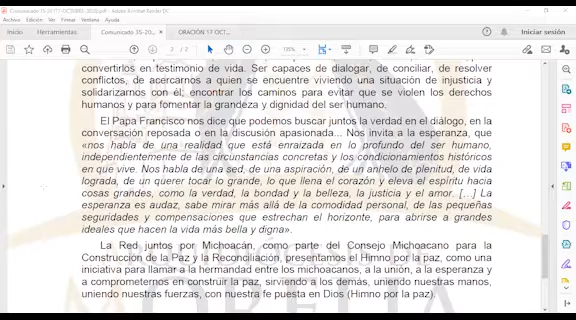 Comunicado 35-20(17-OCTUBRE-2020).pdf - Adobe Acrobat Reader DC
Archivo Edición Ver Firmar Ventana Ayuda
Inicio Herramientas Comunicado 35-20... × ORACIÓN 17 OCT... Iniciar sesión
2 / 2 135%
convertirlos en testimonio de vida. Ser capaces de dialogar, de conciliar, de resolver
conflictos, de acercarnos a quien se encuentre viviendo una situación de injusticia y
solidarizarnos con él; encontrar los caminos para evitar que se violen los derechos
humanos y para fomentar la grandeza y dignidad del ser humano.
El Papa Francisco nos dice que podemos buscar juntos la verdad en el diálogo, en la
conversación reposada o en la discusión apasionada... Nos invita a la esperanza, que
«nos habla de una realidad que está enraizada en lo profundo del ser humano,
independientemente de las circunstancias concretas y los condicionamientos históricos
en que vive. Nos habla de una sed, de una aspiración, de un anhelo de plenitud, de vida
lograda, de un querer tocar lo grande, lo que llena el corazón y eleva el espíritu hacia
cosas grandes, como la verdad, la bondad y la belleza, la justicia y el amor. [...] La
esperanza es audaz, sabe mirar más allá de la comodidad personal, de las pequeñas
seguridades y compensaciones que estrechan el horizonte, para abrirse a grandes
ideales que hacen la vida más bella y digna».
La Red juntos por Michoacán, como parte del Consejo Michoacano para la
Construcción de la Paz y la Reconciliación, presentamos el Himno por la paz, como una
iniciativa para llamar a la hermandad entre los michoacanos, a la unión, a la esperanza y
a comprometernos en construir la paz, sirviendo a los demás, uniendo nuestras manos,
uniendo nuestras fuerzas, con nuestra fe puesta en Dios (Himno por la paz).